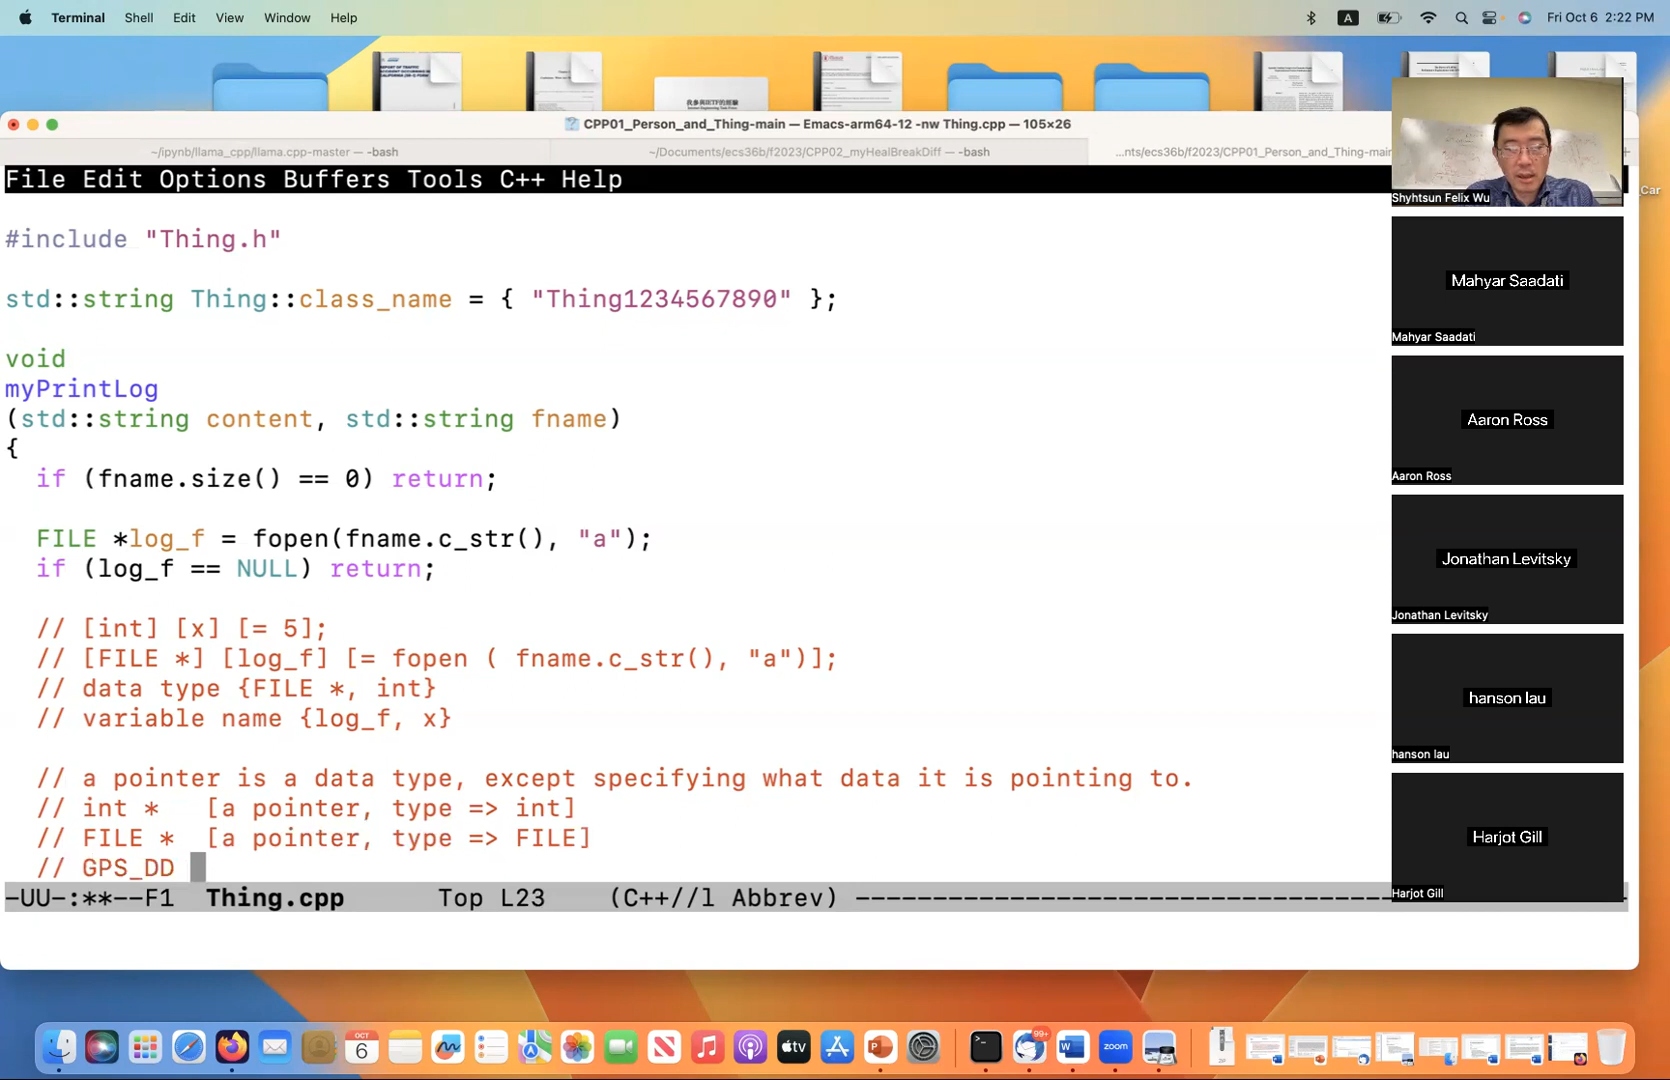 Terminal Shell Edit View Window Help
A
Fri Oct 6 2:22 PM
CPP01_Person_and_Thing-main — Emacs-arm64-12 -nw Thing.cpp — 105×26
~/ipynb/llama_cpp/llama.cpp-master — -bash
~/Documents/ecs36b/f2023/CPP02_myHealBreakDiff — -bash
...nts/ecs36b/f2023/CPP01_Person_and_Thing-main
File Edit Options Buffers Tools C++ Help
#include "Thing.h"
std::string Thing::class_name = { "Thing1234567890" };
void
myPrintLog
(std::string content, std::string fname)
{
if (fname.size() == 0) return;
FILE *log_f = fopen(fname.c_str(), "a");
if (log_f == NULL) return;
// [int] [x] [= 5];
// [FILE *] [log_f] [= fopen ( fname.c_str(), "a")];
// data type {FILE *, int}
// variable name {log_f, x}
// a pointer is a data type, except specifying what data it is pointing to.
// int * [a pointer, type => int]
// FILE * [a pointer, type => FILE]
// GPS_DD
-UU-:**--F1 Thing.cpp Top L23 (C++//l Abbrev) ----------------------------------
Shyhtsun Felix Wu
Car
Mahyar Saadati
Mahyar Saadati
Aaron Ross
Aaron Ross
Jonathan Levitsky
Jonathan Levitsky
hanson lau
hanson lau
Harjot Gill
Harjot Gill
OCT
6
tv
99+
zoom